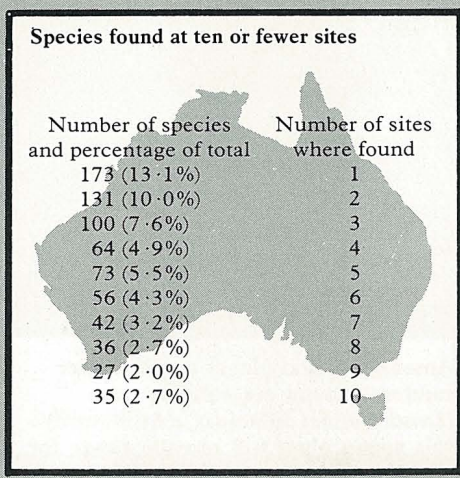 Species found at ten or fewer sites
Number of species Number of sites
and percentage of total where found
173 (13·1%) 1
131 (10·0%) 2
100 (7·6%) 3
64 (4·9%) 4
73 (5·5%) 5
56 (4·3%) 6
42 (3·2%) 7
36 (2·7%) 8
27 (2·0%) 9
35 (2·7%) 10